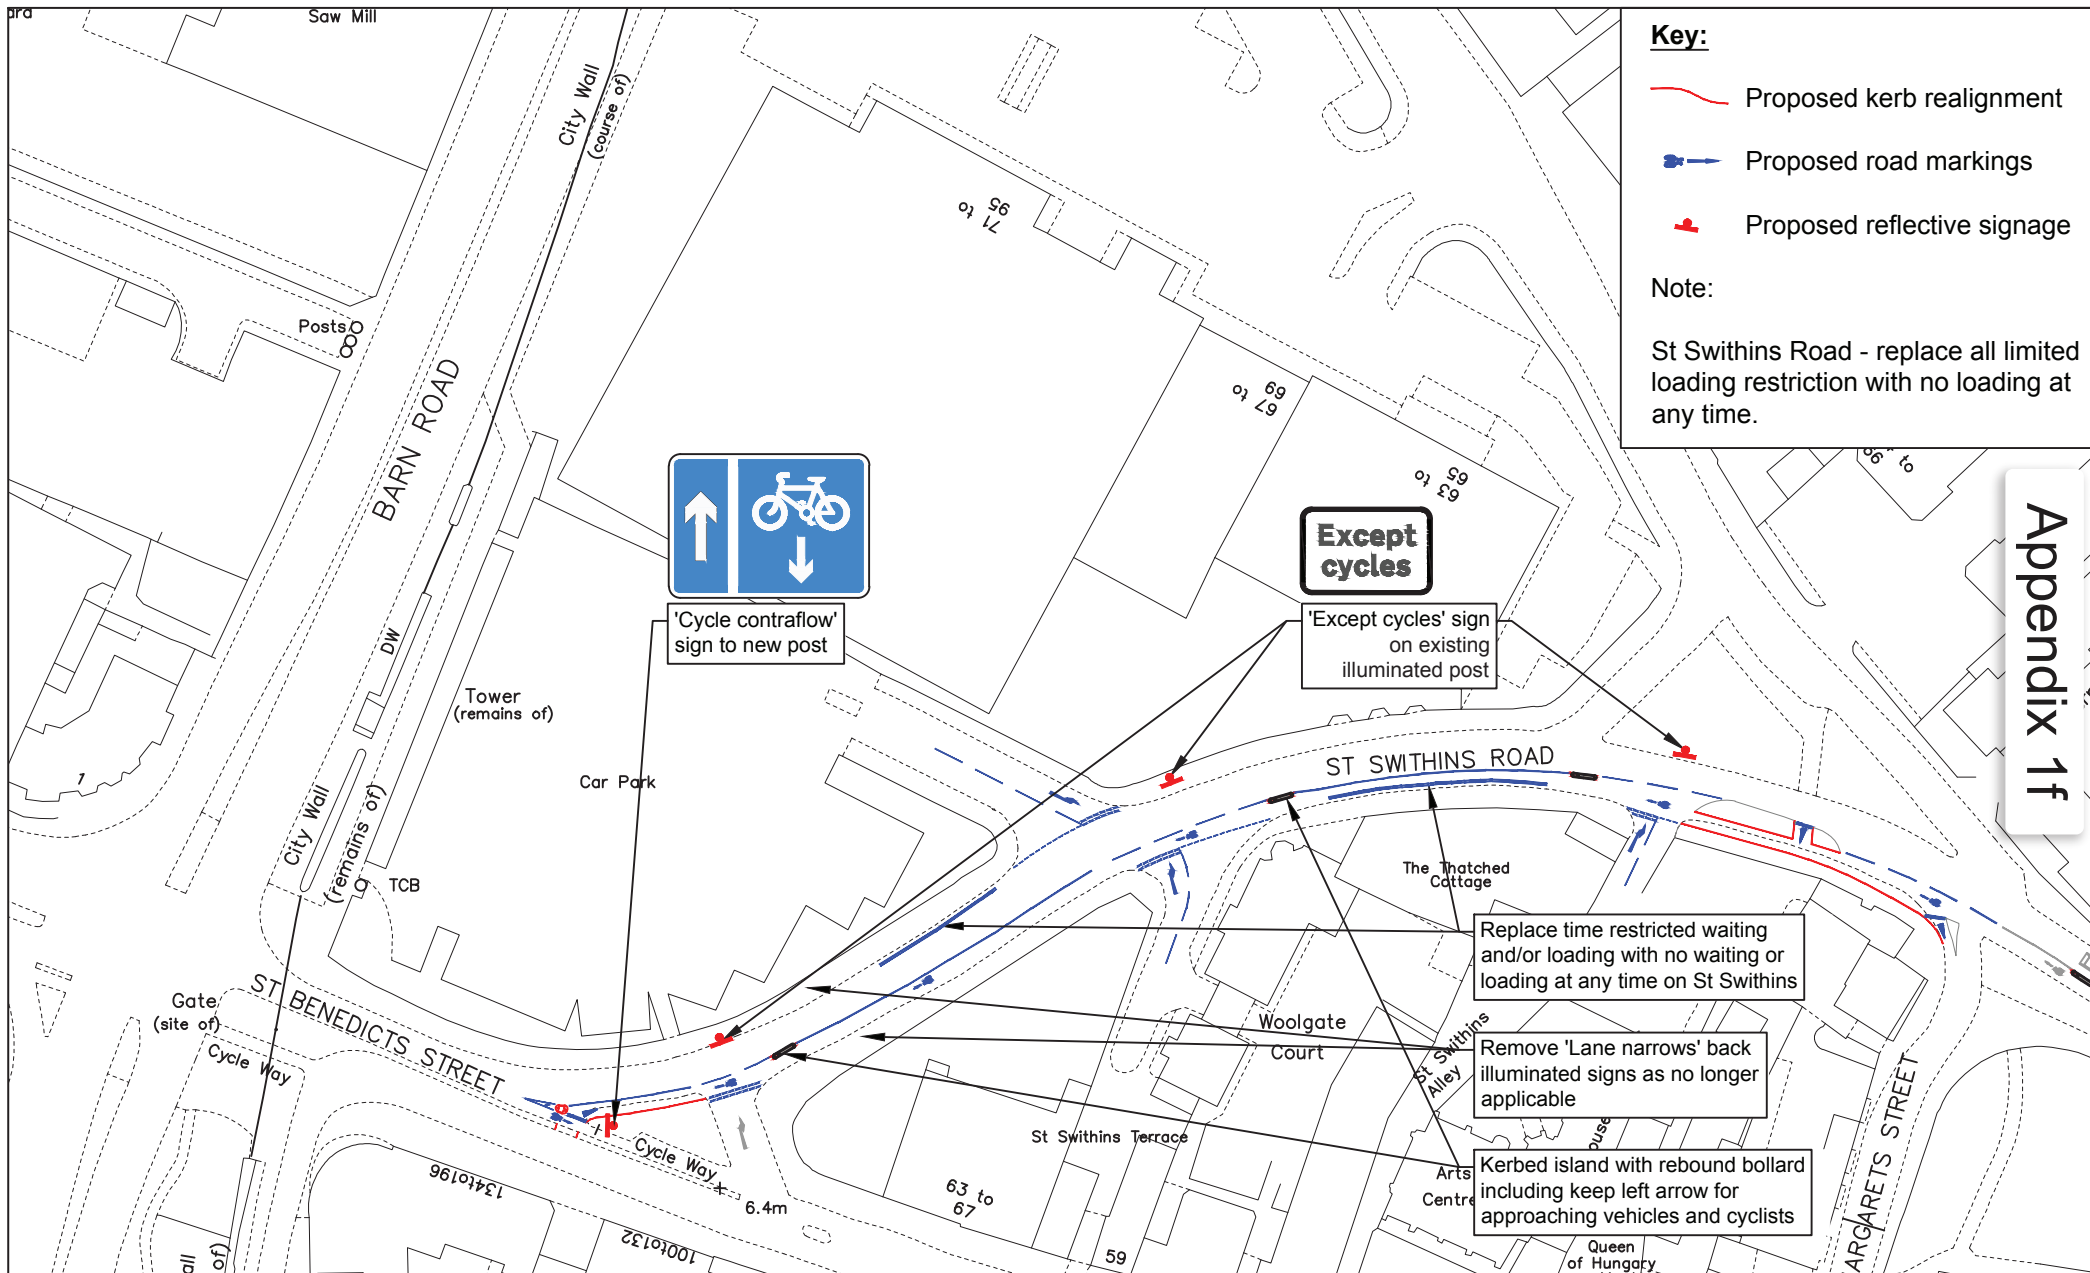 Saw Mill
City Wall
(course of)
Key:
Proposed kerb realignment
Proposed road markings
Proposed reflective signage
Note:
St Swithins Road - replace all limited
loading restriction with no loading at
any time.
Appendix 1f
71 to
95
Posts
BARN ROAD
67 to
69
63 to
65
66
to
Except
cycles
'Cycle contraflow'
sign to new post
'Except cycles' sign
on existing
illuminated post
DW
Tower
(remains of)
Car Park
1
City Wall
(remains of)
TCB
ST SWITHINS ROAD
The Thatched
Cottage
Replace time restricted waiting
and/or loading with no waiting or
loading at any time on St Swithins
Gate
(site of)
ST BENEDICTS STREET
Cycle Way
Woolgate
Court
St Swithins
Alley
Remove 'Lane narrows' back
illuminated signs as no longer
applicable
St Swithins Terrace
Cycle Way
6.4m
134to196
100to132
63 to
67
59
Arts
Centre
Kerbed island with rebound bollard
including keep left arrow for
approaching vehicles and cyclists
Queen
of Hungary
ARGARETS STREET
all
of)
ouse